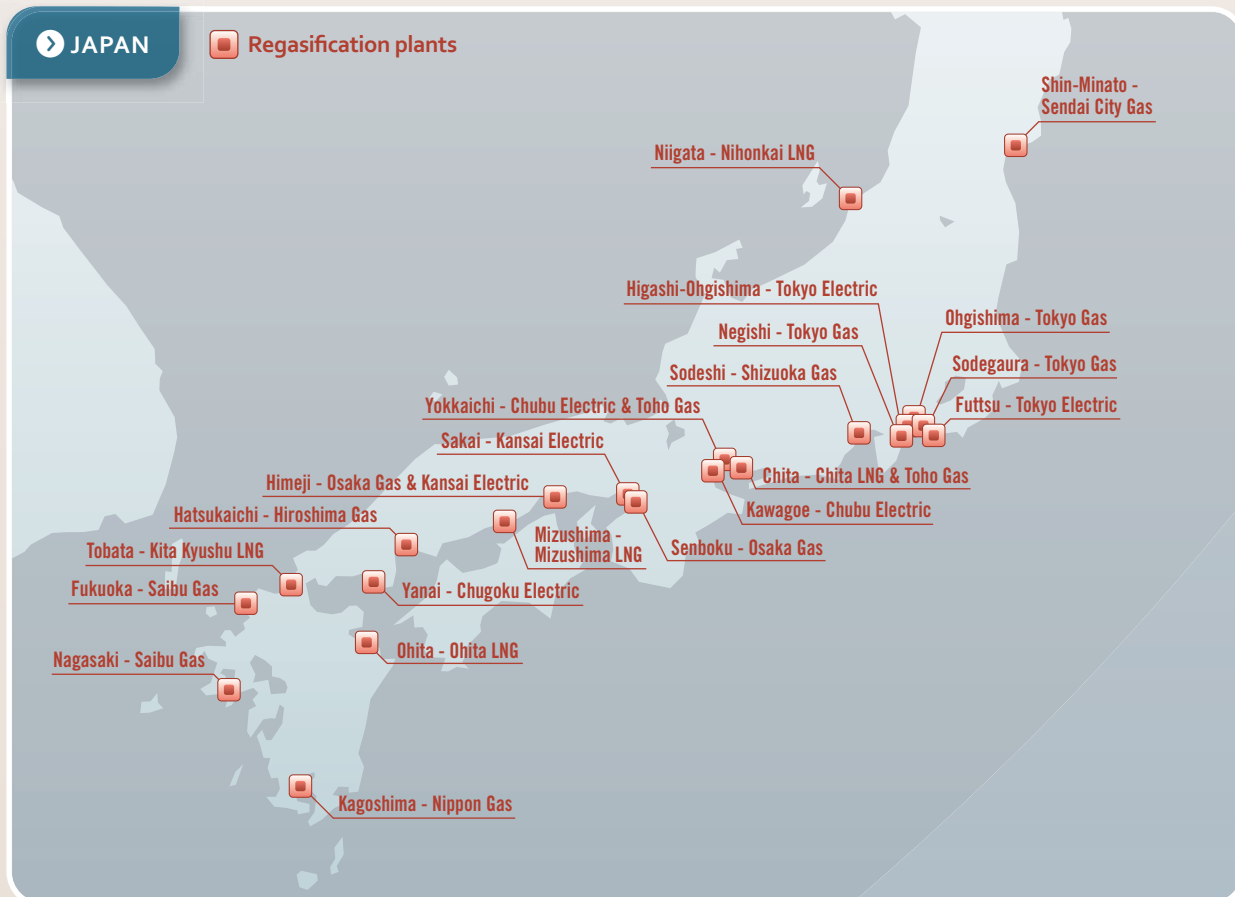 JAPAN
Regasification plants
Shin-Minato -
Sendai City Gas
Niigata - Nihonkai LNG
Higashi-Ohgishima - Tokyo Electric
Ohgishima - Tokyo Gas
Negishi - Tokyo Gas
Sodegaura - Tokyo Gas
Sodeshi - Shizuoka Gas
Futtsu - Tokyo Electric
Yokkaichi - Chubu Electric & Toho Gas
Sakai - Kansai Electric
Chita - Chita LNG & Toho Gas
Himeji - Osaka Gas & Kansai Electric
Kawagoe - Chubu Electric
Hatsukaichi - Hiroshima Gas
Mizushima -
Mizushima LNG
Senboku - Osaka Gas
Tobata - Kita Kyushu LNG
Fukuoka - Saibu Gas
Yanai - Chugoku Electric
Ohita - Ohita LNG
Nagasaki - Saibu Gas
Kagoshima - Nippon Gas